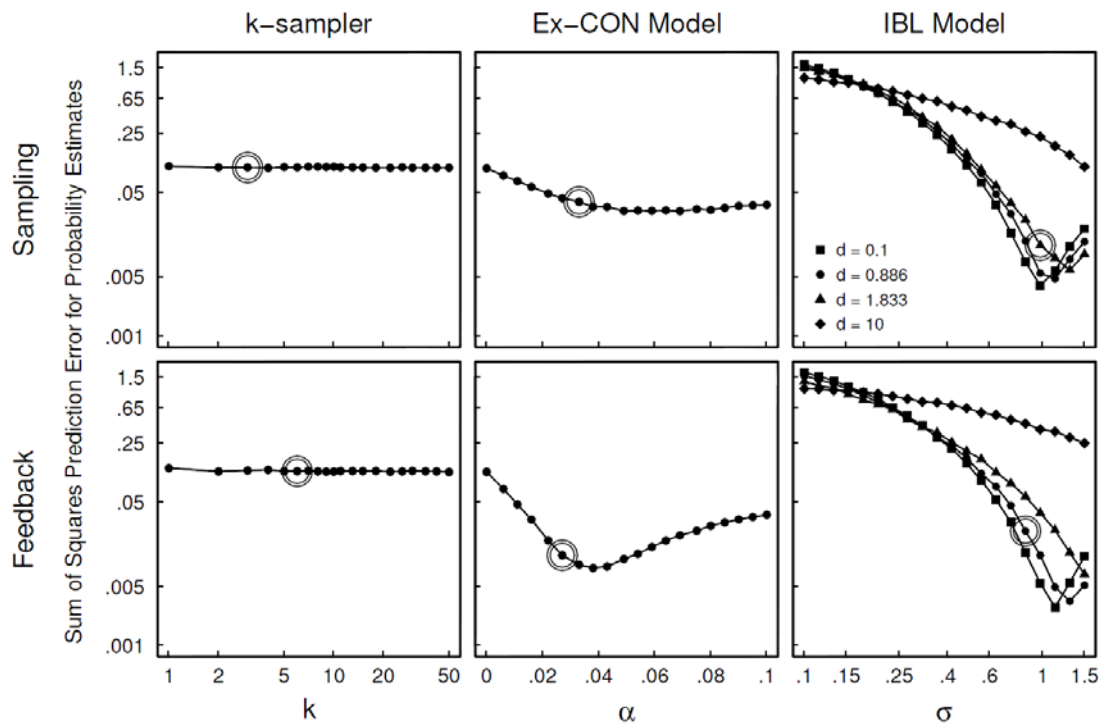 k−sampler
Ex−CON Model
IBL Model
Sum of Squares Prediction Error for Probability Estimates
Sampling
1.5
.65
.25
.05
.005
.001
d = 0.1
d = 0.886
d = 1.833
d = 10
Feedback
1.5
.65
.25
.05
.005
.001
1 2 5 10 20 50
0 .02 .04 .06 .08 .1
.1 .15 .25 .4 .6 1 1.5
k
α
σ